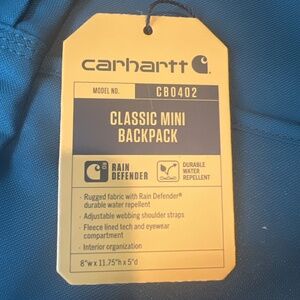 carhartt
MODEL NO. CB0402
CLASSIC MINI
BACKPACK
RAIN
DEFENDER
DURABLE
WATER
REPELLENT
· Rugged fabric with Rain Defender®
durable water repellent
· Adjustable webbing shoulder straps
· Fleece lined tech and eyewear
compartment
· Interior organization
8"w x 11.75"h x 5"d